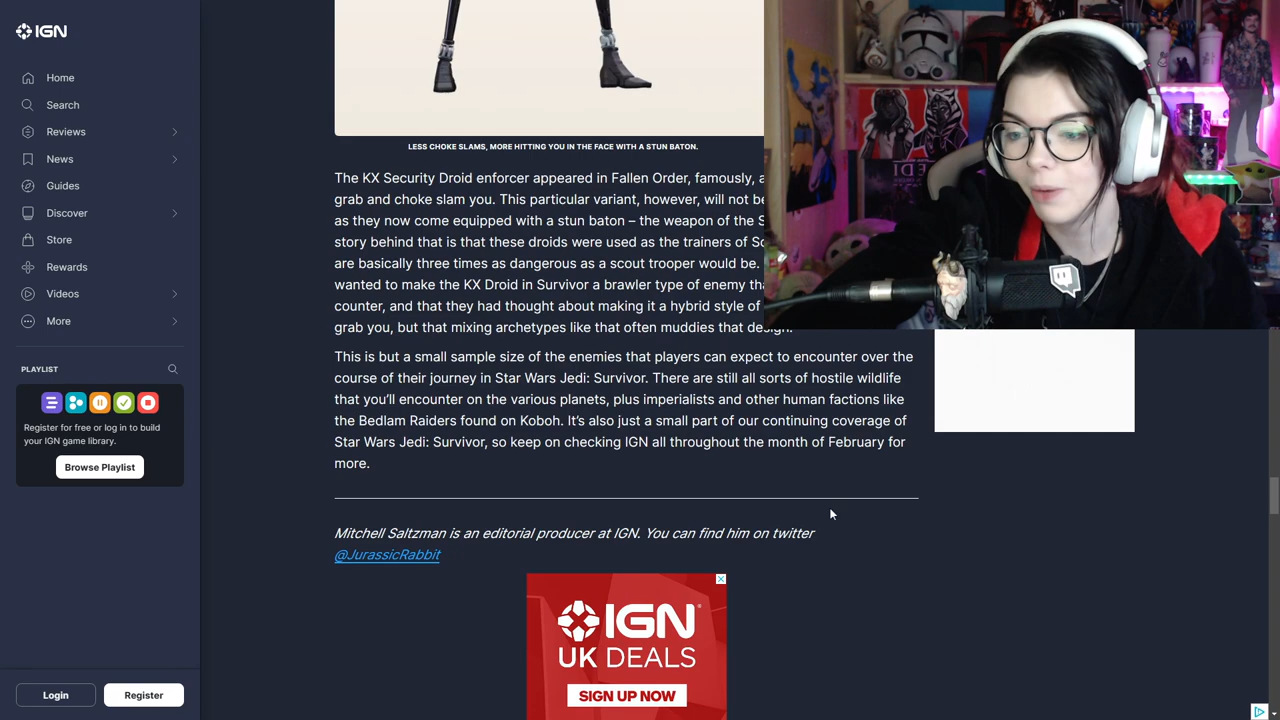 IGN
Home
Search
Reviews
News
Guides
Discover
Store
Rewards
Videos
More
PLAYLIST
Register for free or log in to build
your IGN game library.
Browse Playlist
Login
Register
LESS CHOKE SLAMS, MORE HITTING YOU IN THE FACE WITH A STUN BATON.
The KX Security Droid enforcer appeared in Fallen Order, famously, a
grab and choke slam you. This particular variant, however, will not be
as they now come equipped with a stun baton – the weapon of the S
story behind that is that these droids were used as the trainers of Sc
are basically three times as dangerous as a scout trooper would be.
wanted to make the KX Droid in Survivor a brawler type of enemy tha
counter, and that they had thought about making it a hybrid style of
grab you, but that mixing archetypes like that often muddies that design.
This is but a small sample size of the enemies that players can expect to encounter over the
course of their journey in Star Wars Jedi: Survivor. There are still all sorts of hostile wildlife
that you’ll encounter on the various planets, plus imperialists and other human factions like
the Bedlam Raiders found on Koboh. It’s also just a small part of our continuing coverage of
Star Wars Jedi: Survivor, so keep on checking IGN all throughout the month of February for
more.
Mitchell Saltzman is an editorial producer at IGN. You can find him on twitter
@JurassicRabbit
IGN
UK DEALS
SIGN UP NOW